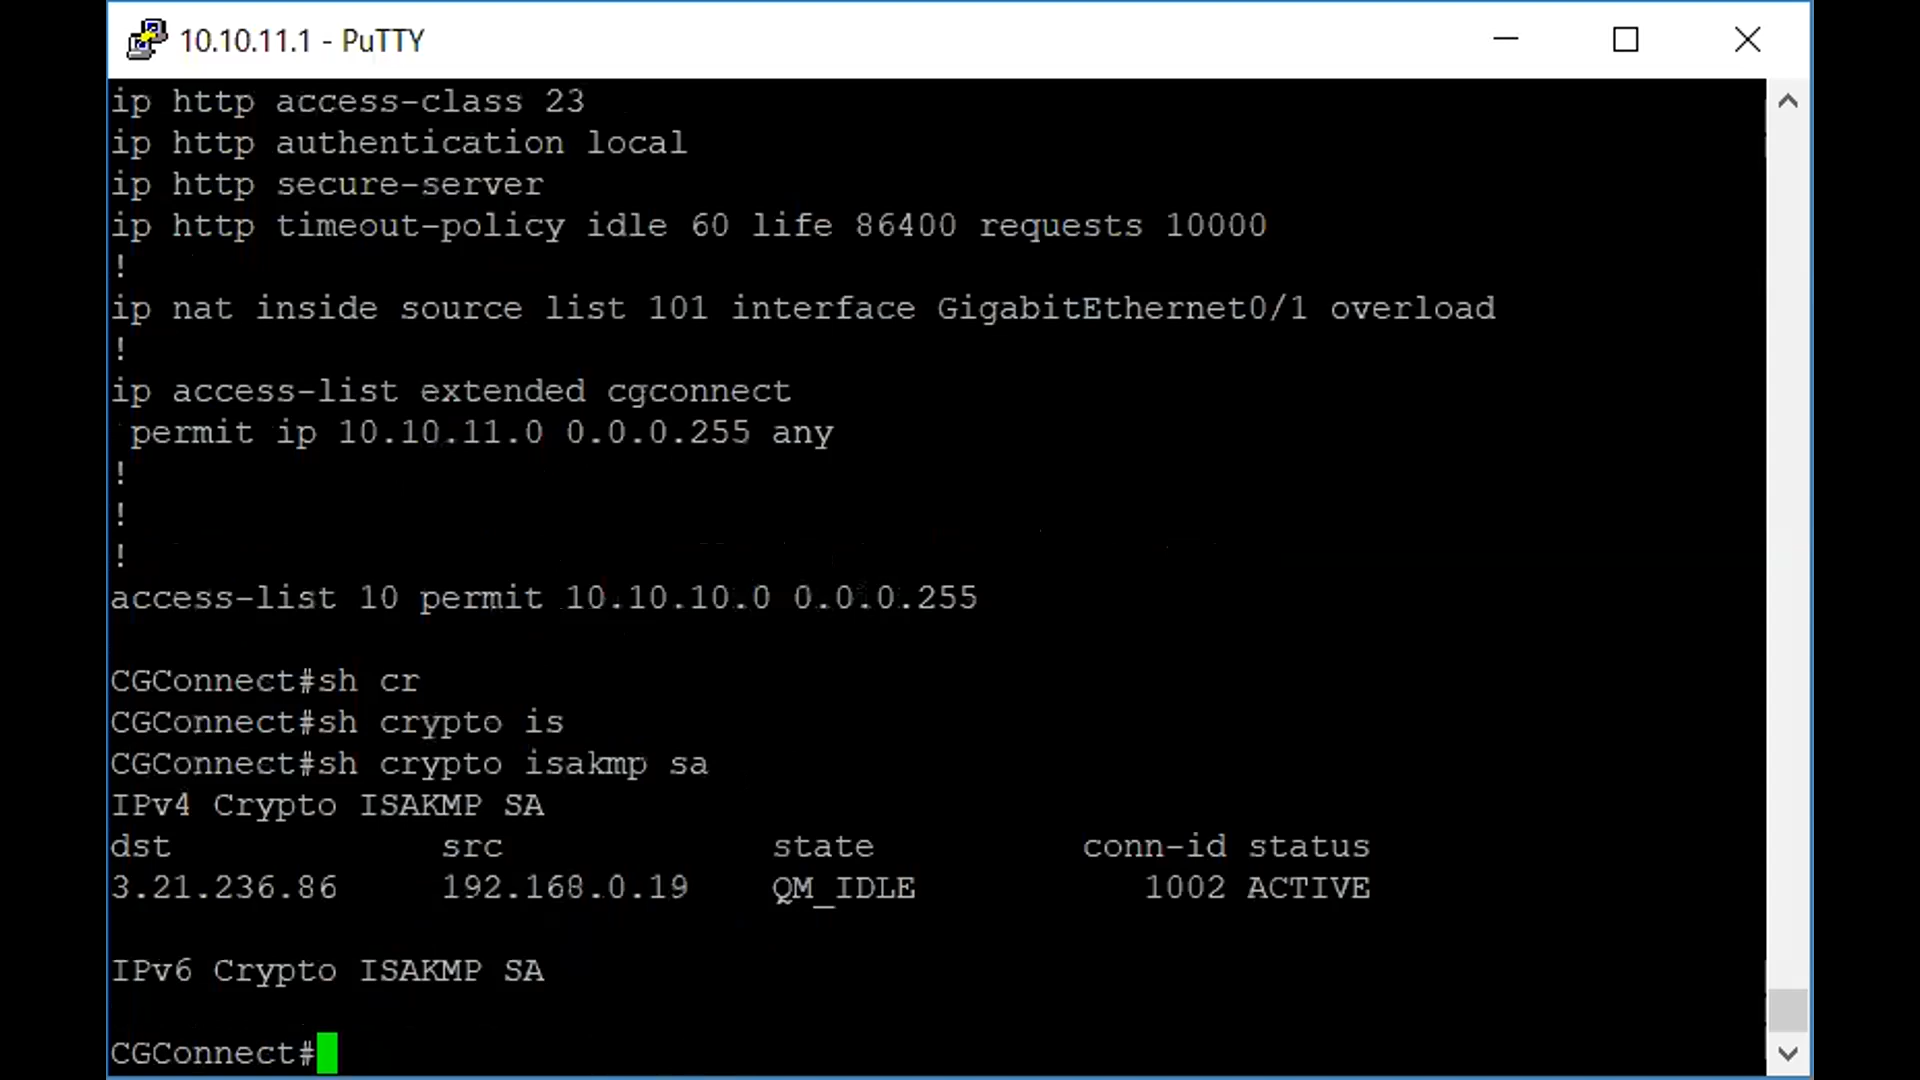 10.10.11.1 - PuTTY
ip http access-class 23
ip http authentication local
ip http secure-server
ip http timeout-policy idle 60 life 86400 requests 10000
!
ip nat inside source list 101 interface GigabitEthernet0/1 overload
!
ip access-list extended cgconnect
 permit ip 10.10.11.0 0.0.0.255 any
!
!
!
access-list 10 permit 10.10.10.0 0.0.0.255
CGConnect#sh cr
CGConnect#sh crypto is
CGConnect#sh crypto isakmp sa
IPv4 Crypto ISAKMP SA
dst src state conn-id status
3.21.236.86 192.168.0.19 QM_IDLE 1002 ACTIVE
IPv6 Crypto ISAKMP SA
CGConnect#